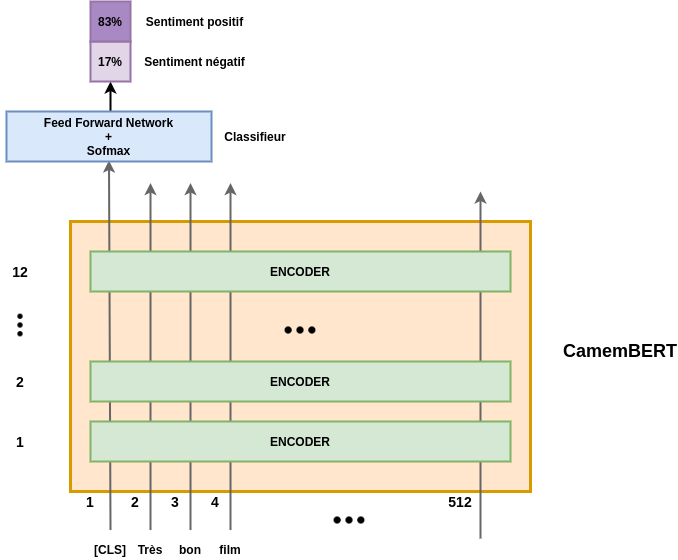 83% Sentiment positif
17% Sentiment négatif
Feed Forward Network
+
Sofmax
Classifieur
12 ENCODER
CamemBERT
2 ENCODER
1 ENCODER
1 2 3 4 512
[CLS] Très bon film